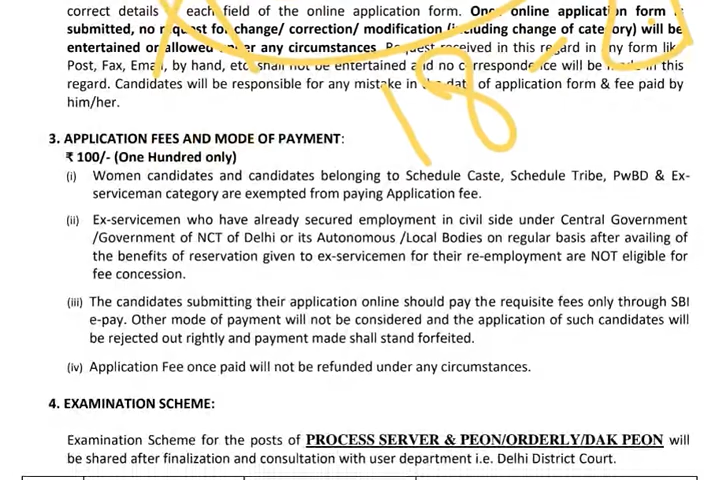 correct details each field of the online application form. online application form
submitted, no for change/ correction/ modification (including change of category) will be
entertained or allowed under any circumstances. Request received in this regard in any form like
Post, Fax, Email, by hand, etc shall not be entertained and no correspondence will be in this
regard. Candidates will be responsible for any mistake in of application form & fee paid by
him/her.
3. APPLICATION FEES AND MODE OF PAYMENT:
₹ 100/- (One Hundred only)
(i) Women candidates and candidates belonging to Schedule Caste, Schedule Tribe, PwBD & Ex-
serviceman category are exempted from paying Application fee.
(ii) Ex-servicemen who have already secured employment in civil side under Central Government
/Government of NCT of Delhi or its Autonomous /Local Bodies on regular basis after availing of
the benefits of reservation given to ex-servicemen for their re-employment are NOT eligible for
fee concession.
(iii) The candidates submitting their application online should pay the requisite fees only through SBI
e-pay. Other mode of payment will not be considered and the application of such candidates will
be rejected out rightly and payment made shall stand forfeited.
(iv) Application Fee once paid will not be refunded under any circumstances.
4. EXAMINATION SCHEME:
Examination Scheme for the posts of PROCESS SERVER & PEON/ORDERLY/DAK PEON will
be shared after finalization and consultation with user department i.e. Delhi District Court.
18